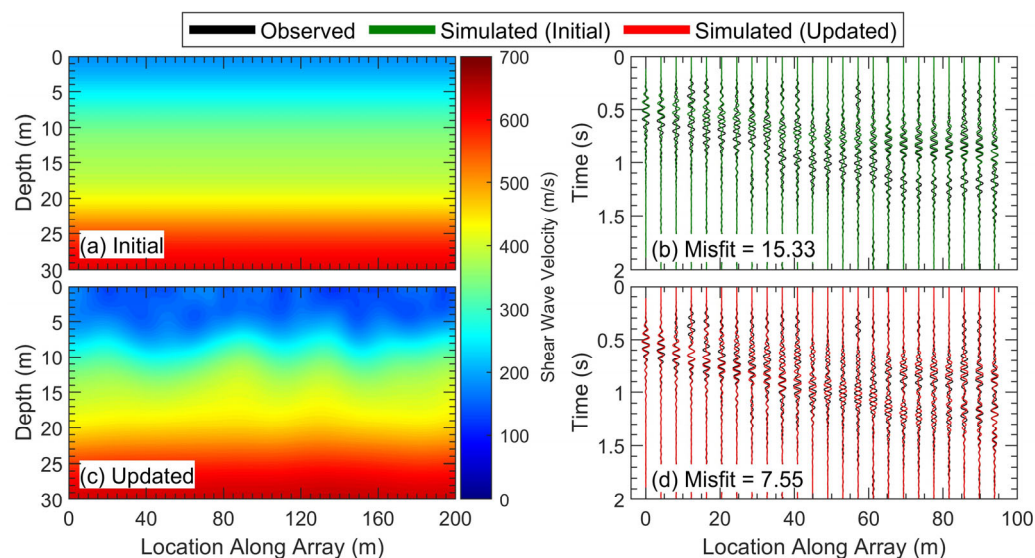 Observed Simulated (Initial) Simulated (Updated)
0
5
10
15
20
25
30
Depth (m)
(a) Initial
700
600
500
400
300
200
100
0
Shear Wave Velocity (m/s)
0.5
1
1.5
2
Time (s)
(b) Misfit = 15.33
0
5
10
15
20
25
30
Depth (m)
(c) Updated
0 40 80 120 160 200
Location Along Array (m)
0.5
1
1.5
2
Time (s)
(d) Misfit = 7.55
0 20 40 60 80 100
Location Along Array (m)